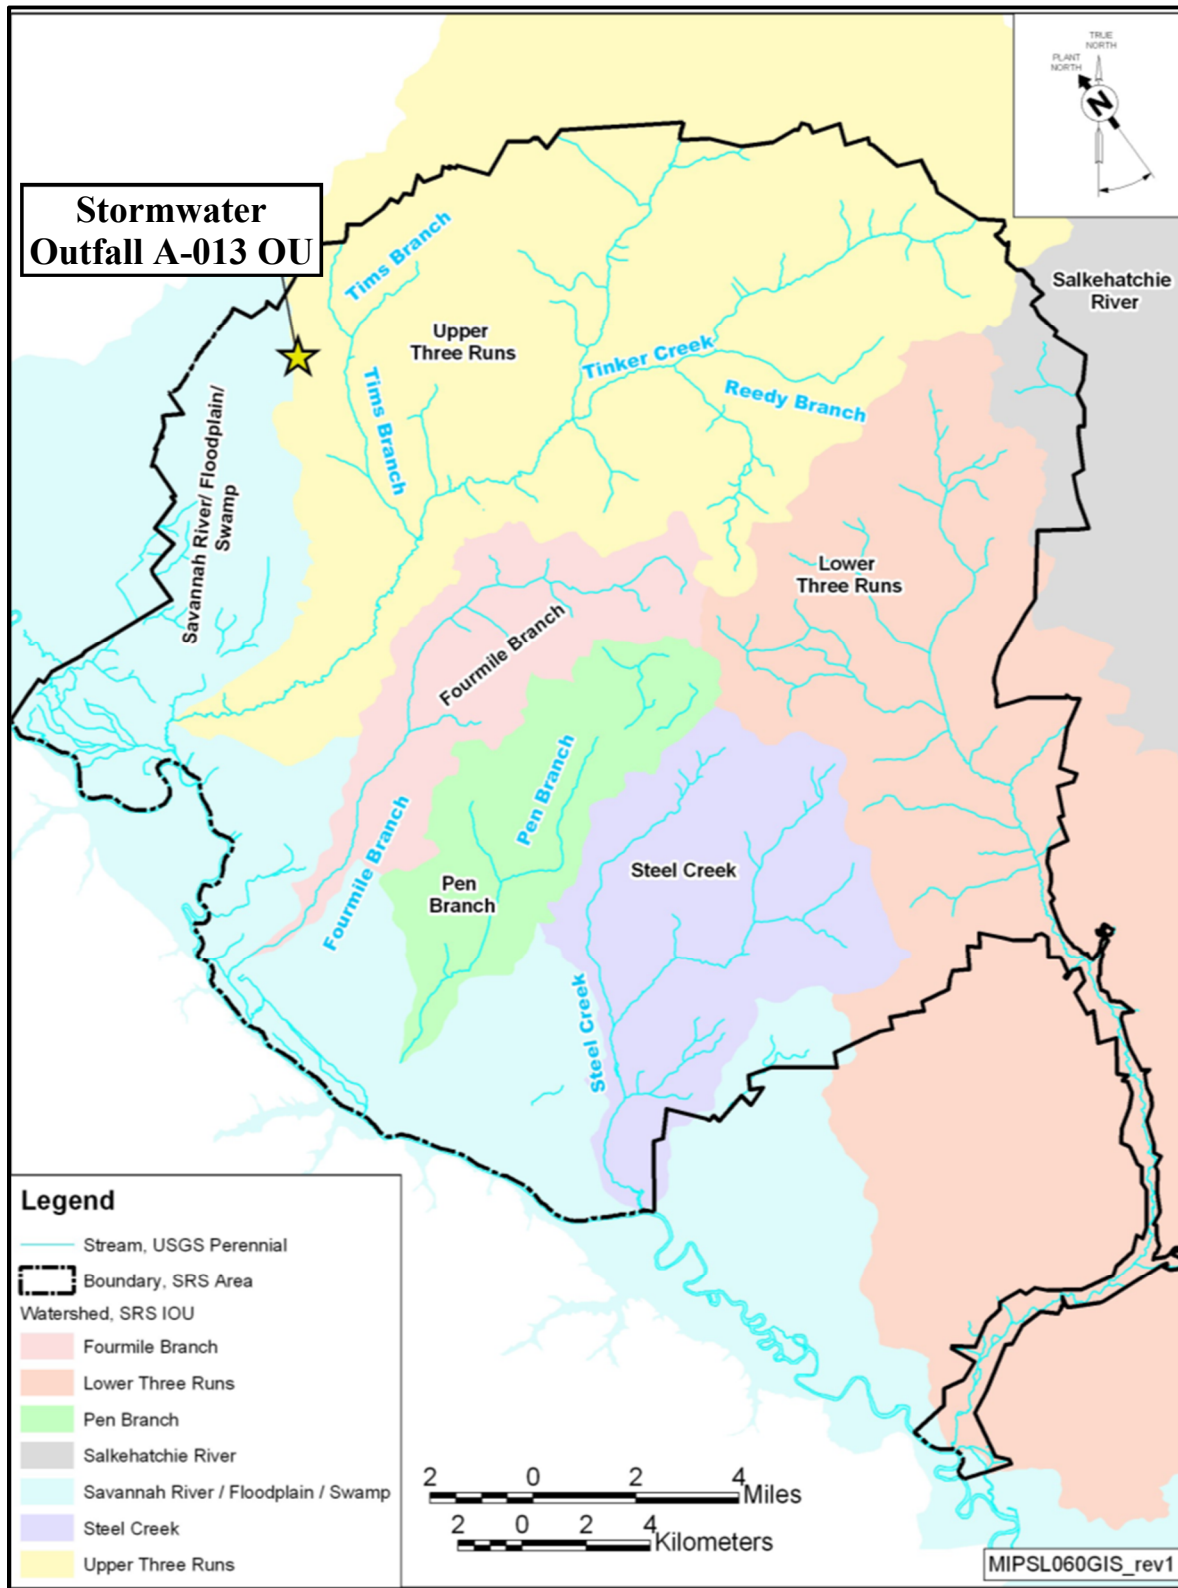 TRUE
NORTH
PLANT
NORTH
N
Stormwater
Outfall A-013 OU
Tims Branch
Salkehatchie
River
Upper
Three Runs
Tinker Creek
Reedy Branch
Tims Branch
Savannah River/ Floodplain/
Swamp
Lower
Three Runs
Fourmile Branch
Pen Branch
Fourmile Branch
Steel Creek
Pen
Branch
Steel Creek
Legend
Stream, USGS Perennial
Boundary, SRS Area
Watershed, SRS IOU
Fourmile Branch
Lower Three Runs
Pen Branch
Salkehatchie River
Savannah River / Floodplain / Swamp
Steel Creek
Upper Three Runs
2 0 2 4
Miles
2 0 2 4
Kilometers
MIPSL060GIS_rev1